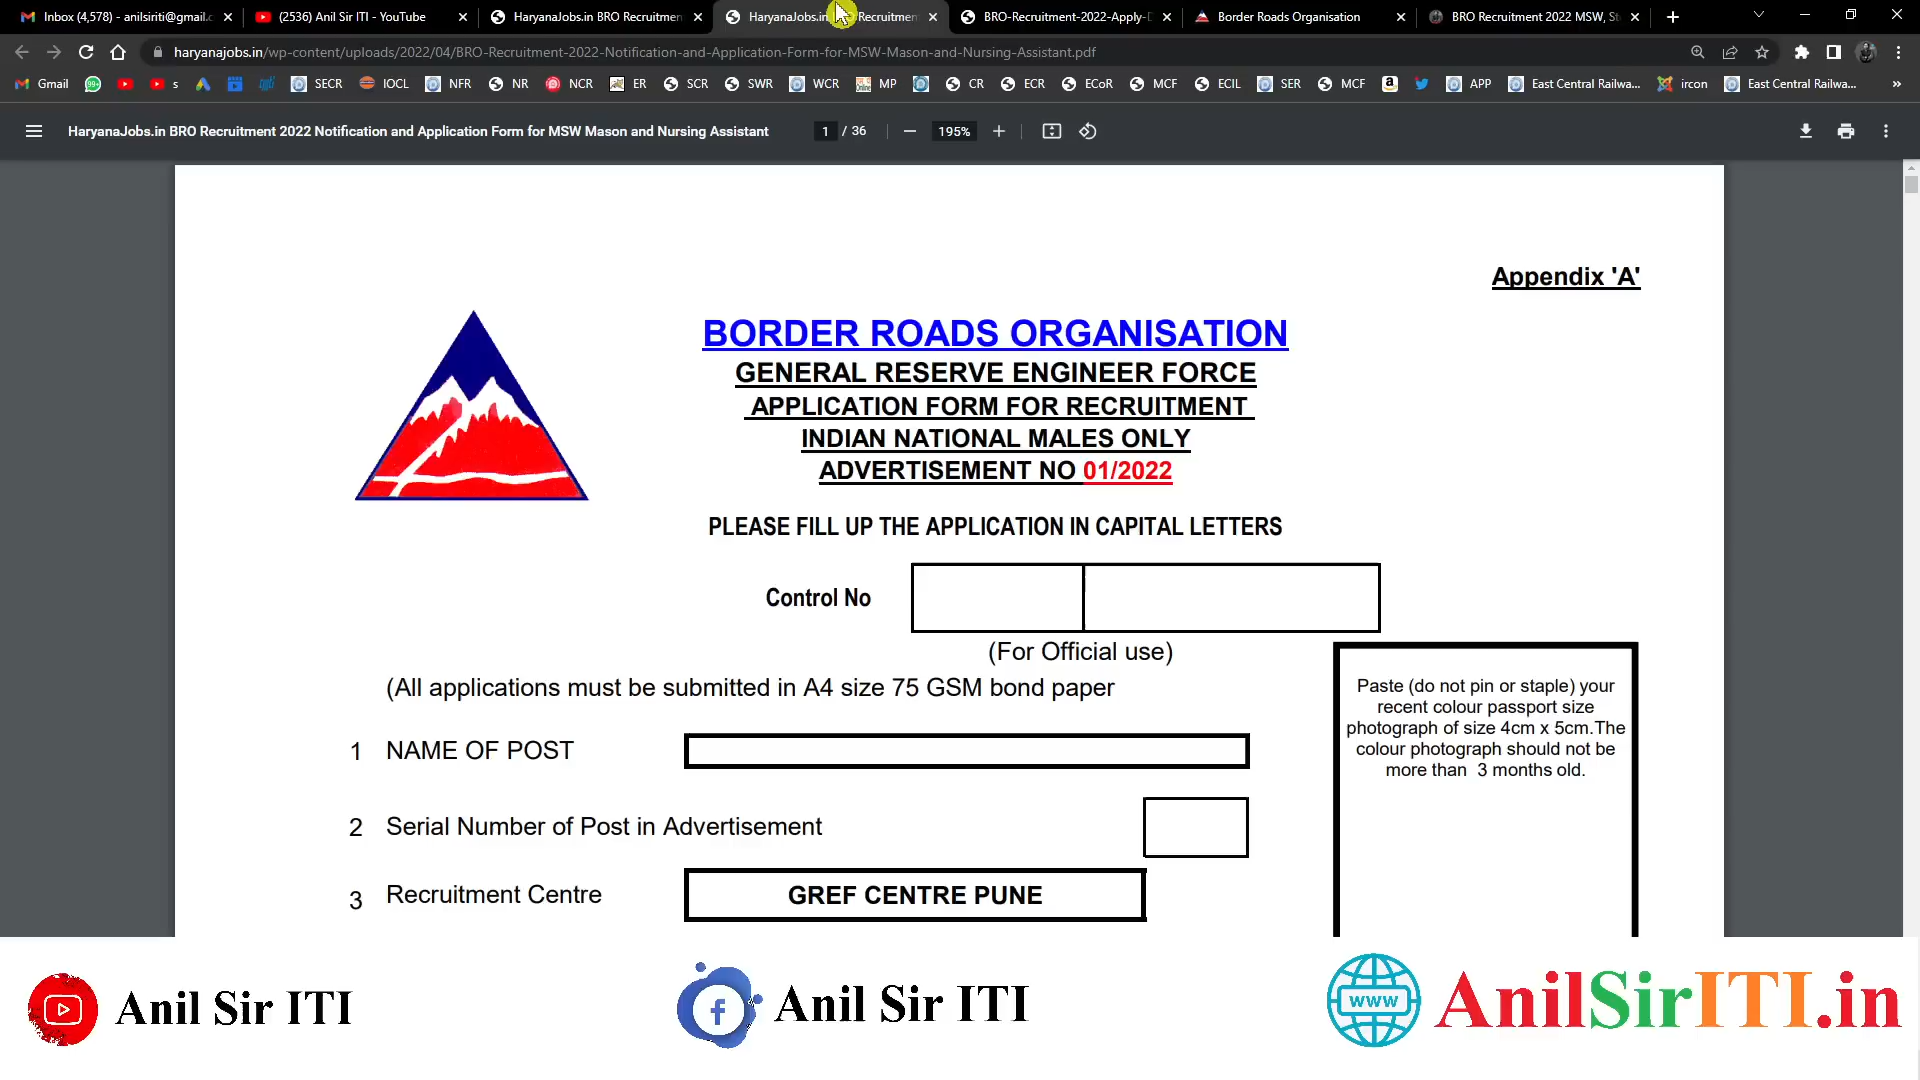 Inbox (4,578) - anilsiriti@gmail.c
(2536) Anil Sir ITI - YouTube
HaryanaJobs.in BRO Recruitmen
HaryanaJobs.in Recruitmen
BRO-Recruitment-2022-Apply-D
Border Roads Organisation
BRO Recruitment 2022 MSW, St
haryanajobs.in/wp-content/uploads/2022/04/BRO-Recruitment-2022-Notification-and-Application-Form-for-MSW-Mason-and-Nursing-Assistant.pdf
Gmail 99+ s SECR IOCL NFR NR NCR ER SCR SWR WCR MP CR ECR ECoR MCF ECIL SER MCF APP East Central Railwa... ircon East Central Railwa... »
HaryanaJobs.in BRO Recruitment 2022 Notification and Application Form for MSW Mason and Nursing Assistant 1 / 36 195%
Appendix 'A'
BORDER ROADS ORGANISATION
GENERAL RESERVE ENGINEER FORCE
APPLICATION FORM FOR RECRUITMENT
INDIAN NATIONAL MALES ONLY
ADVERTISEMENT NO 01/2022
PLEASE FILL UP THE APPLICATION IN CAPITAL LETTERS
Control No
(For Official use)
(All applications must be submitted in A4 size 75 GSM bond paper
Paste (do not pin or staple) your
recent colour passport size
photograph of size 4cm x 5cm.The
colour photograph should not be
more than 3 months old.
1 NAME OF POST
2 Serial Number of Post in Advertisement
3 Recruitment Centre GREF CENTRE PUNE
Anil Sir ITI
f Anil Sir ITI
www AnilSirITI.in